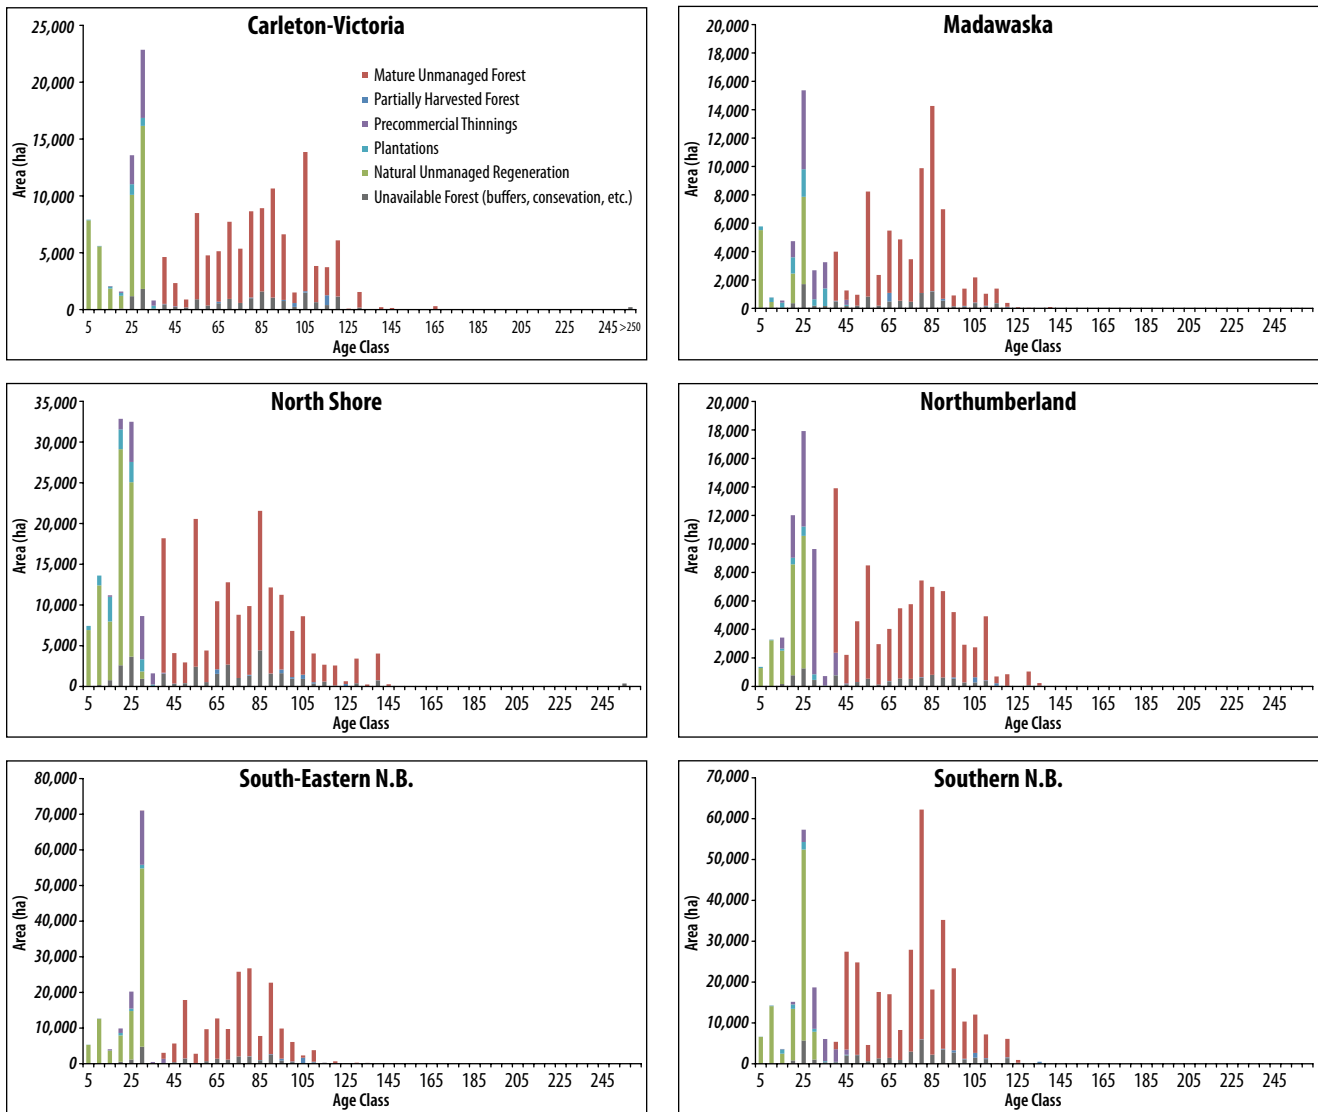 Carleton-Victoria
25,000
20,000
15,000
10,000
5,000
0
Area (ha)
Mature Unmanaged Forest
Partially Harvested Forest
Precommercial Thinnings
Plantations
Natural Unmanaged Regeneration
Unavailable Forest (buffers, consevation, etc.)
5 25 45 65 85 105 125 145 165 185 205 225 245 >250
Age Class
Madawaska
20,000
18,000
16,000
14,000
12,000
10,000
8,000
6,000
4,000
2,000
0
Area (ha)
5 25 45 65 85 105 125 145 165 185 205 225 245
Age Class
North Shore
35,000
30,000
25,000
20,000
15,000
10,000
5,000
0
Area (ha)
5 25 45 65 85 105 125 145 165 185 205 225 245
Age Class
Northumberland
20,000
18,000
16,000
14,000
12,000
10,000
8,000
6,000
4,000
2,000
0
Area (ha)
5 25 45 65 85 105 125 145 165 185 205 225 245
Age Class
South-Eastern N.B.
80,000
70,000
60,000
50,000
40,000
30,000
20,000
10,000
0
Area (ha)
5 25 45 65 85 105 125 145 165 185 205 225 245
Age Class
Southern N.B.
70,000
60,000
50,000
40,000
30,000
20,000
10,000
0
Area (ha)
5 25 45 65 85 105 125 145 165 185 205 225 245
Age Class